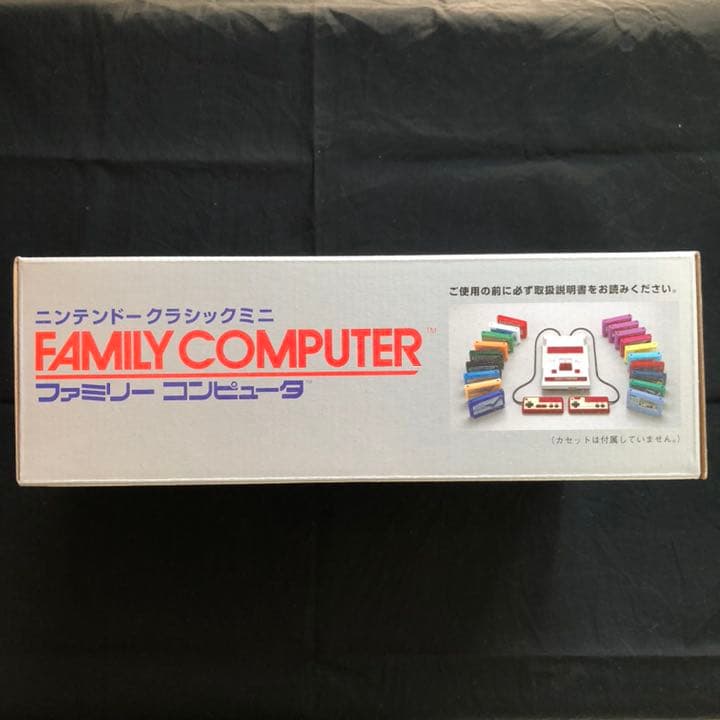 ニンテンドークラシックミニ
FAMILY COMPUTER™
ファミリー コンピュータ™
ご使用の前に必ず取扱説明書をお読みください。
(カセットは付属していません。)